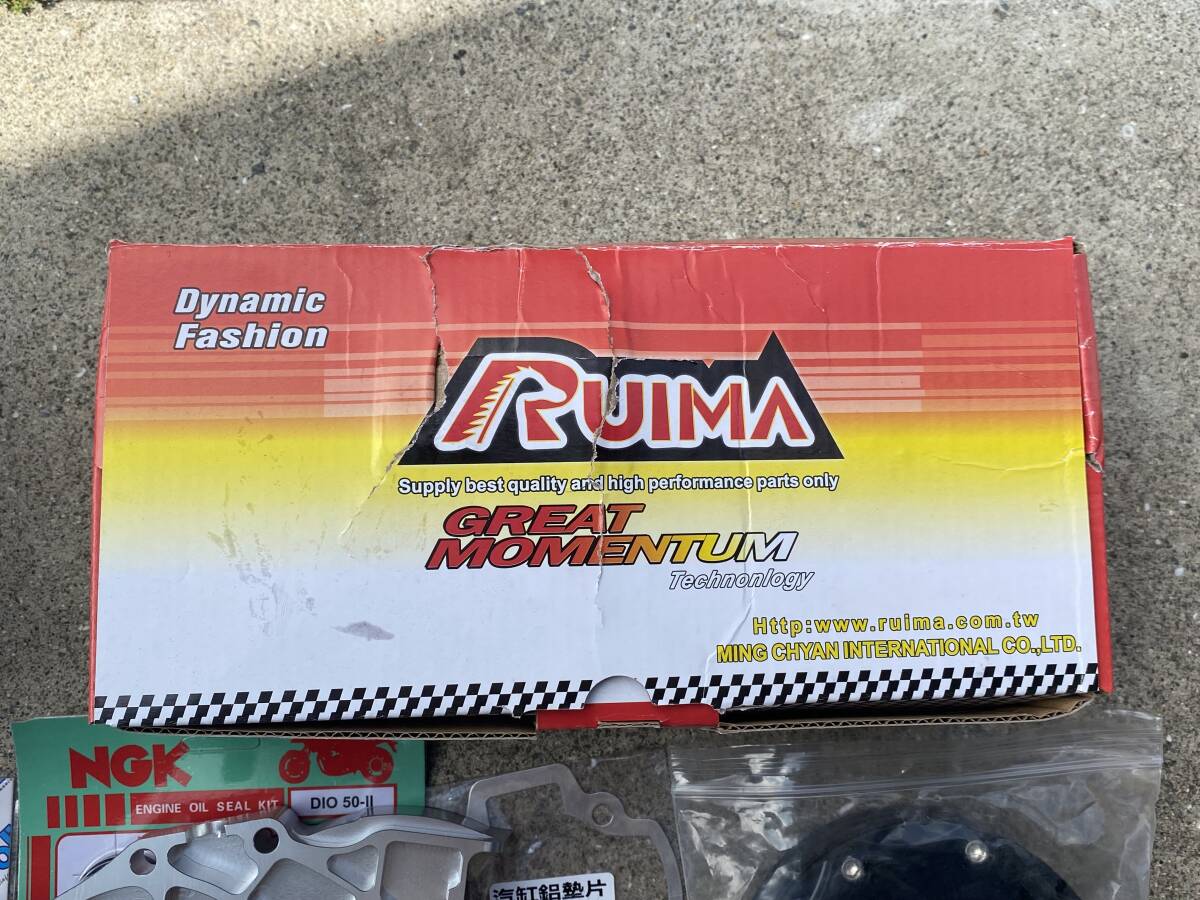 Dynamic
Fashion
RUIMA
Supply best quality and high performance parts only
GREAT
MOMENTUM
Technonlogy
Http:www.ruima.com.tw
MING CHYAN INTERNATIONAL CO.,LTD.
NGK
ENGINE OIL SEAL KIT
DIO 50-II
汽缸鋁墊片